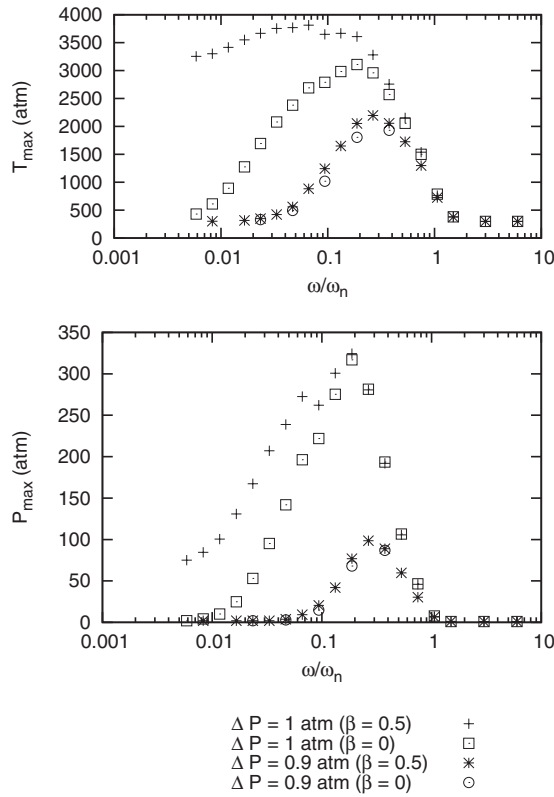 4000
3500
3000
2500
2000
1500
1000
500
0
T_max (atm)
0.001 0.01 0.1 1 10
ω/ω_n
350
300
250
200
150
100
50
0
P_max (atm)
0.001 0.01 0.1 1 10
ω/ω_n
Δ P = 1 atm (β = 0.5)
Δ P = 1 atm (β = 0)
Δ P = 0.9 atm (β = 0.5)
Δ P = 0.9 atm (β = 0)